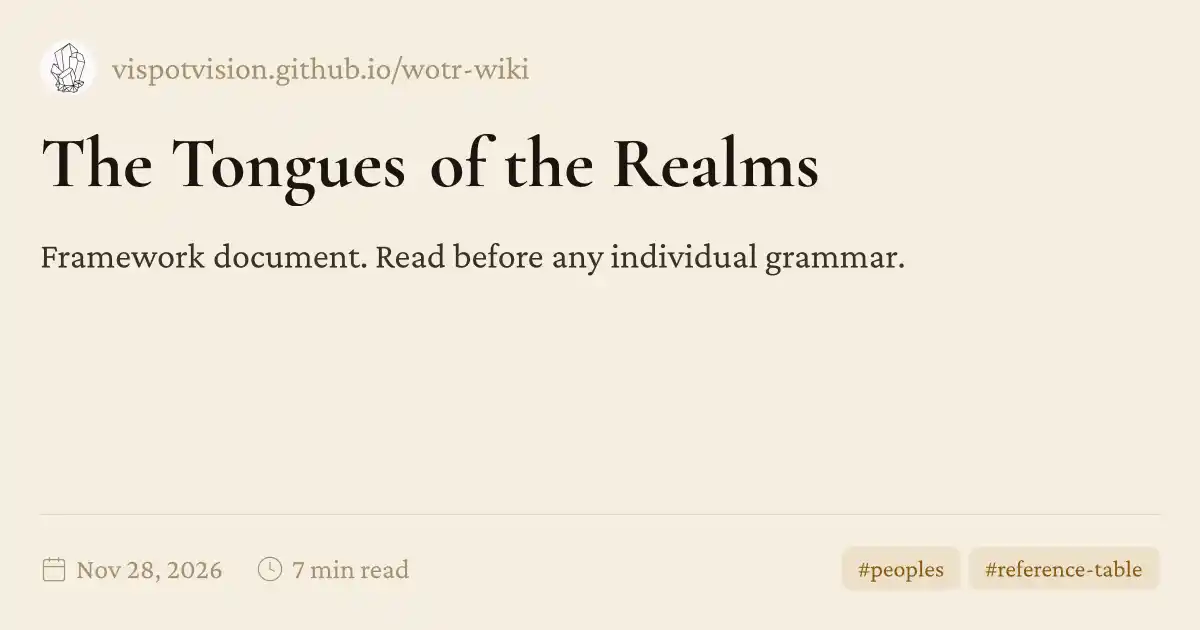 vispotvision.github.io/wotr-wiki
The Tongues of the Realms
Framework document. Read before any individual grammar.
Nov 28, 2026 7 min read #peoples #reference-table